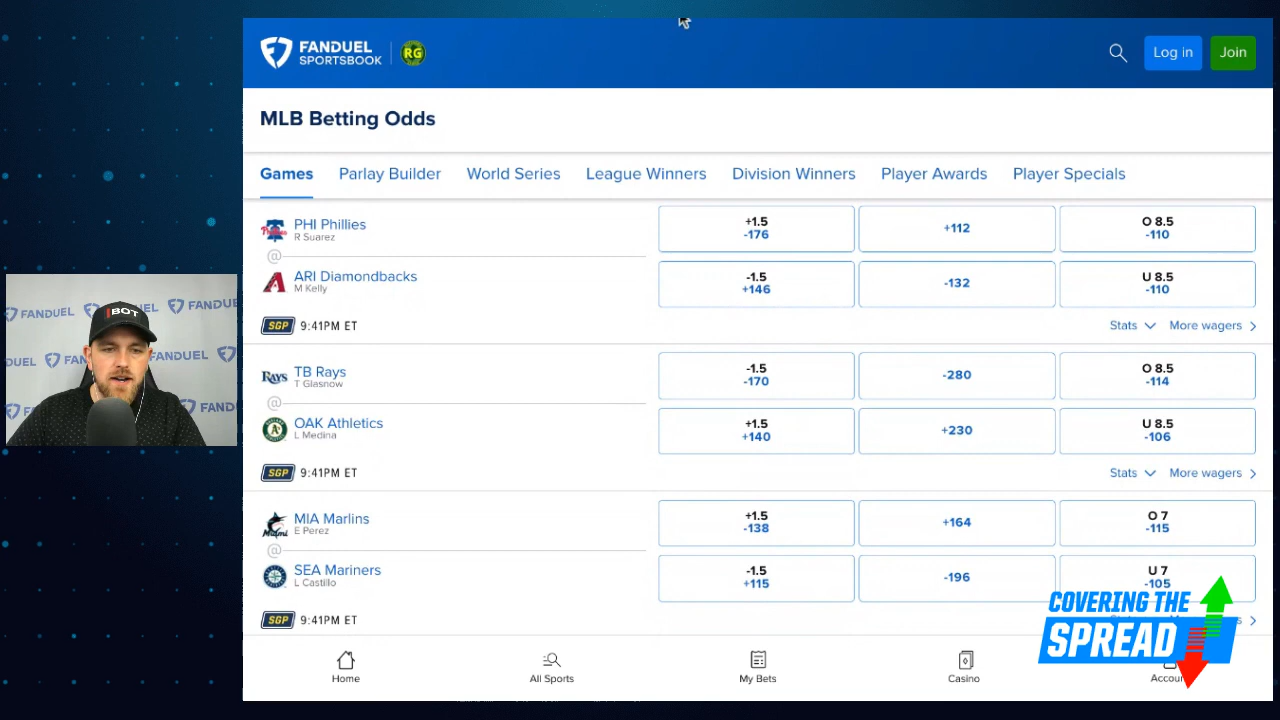 FANDUEL
SPORTSBOOK
RG
Log in
Join
MLB Betting Odds
Games
Parlay Builder
World Series
League Winners
Division Winners
Player Awards
Player Specials
PHI Phillies
R Suarez
+1.5
-176
+112
O 8.5
-110
@
ARI Diamondbacks
M Kelly
-1.5
+146
-132
U 8.5
-110
SGP 9:41PM ET
Stats
More wagers
TB Rays
T Glasnow
-1.5
-170
-280
O 8.5
-114
@
OAK Athletics
L Medina
+1.5
+140
+230
U 8.5
-106
SGP 9:41PM ET
Stats
More wagers
MIA Marlins
E Perez
+1.5
-138
+164
O 7
-115
@
SEA Mariners
L Castillo
-1.5
+115
-196
U 7
-105
SGP 9:41PM ET
COVERING THE
SPREAD
Home
All Sports
My Bets
Casino
Accou
FANDUEL
FANDUEL
DUEL
FAN
FANDUEL
FAND
BOT